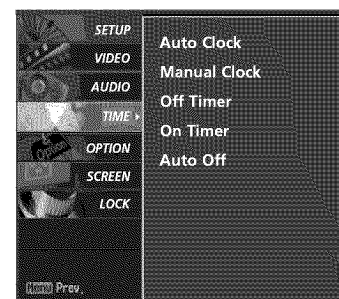 SETUP
VIDEO
AUDIO
TIME
OPTION
SCREEN
LOCK
Auto Clock
Manual Clock
Off Timer
On Timer
Auto Off
Option
Menu Prev.